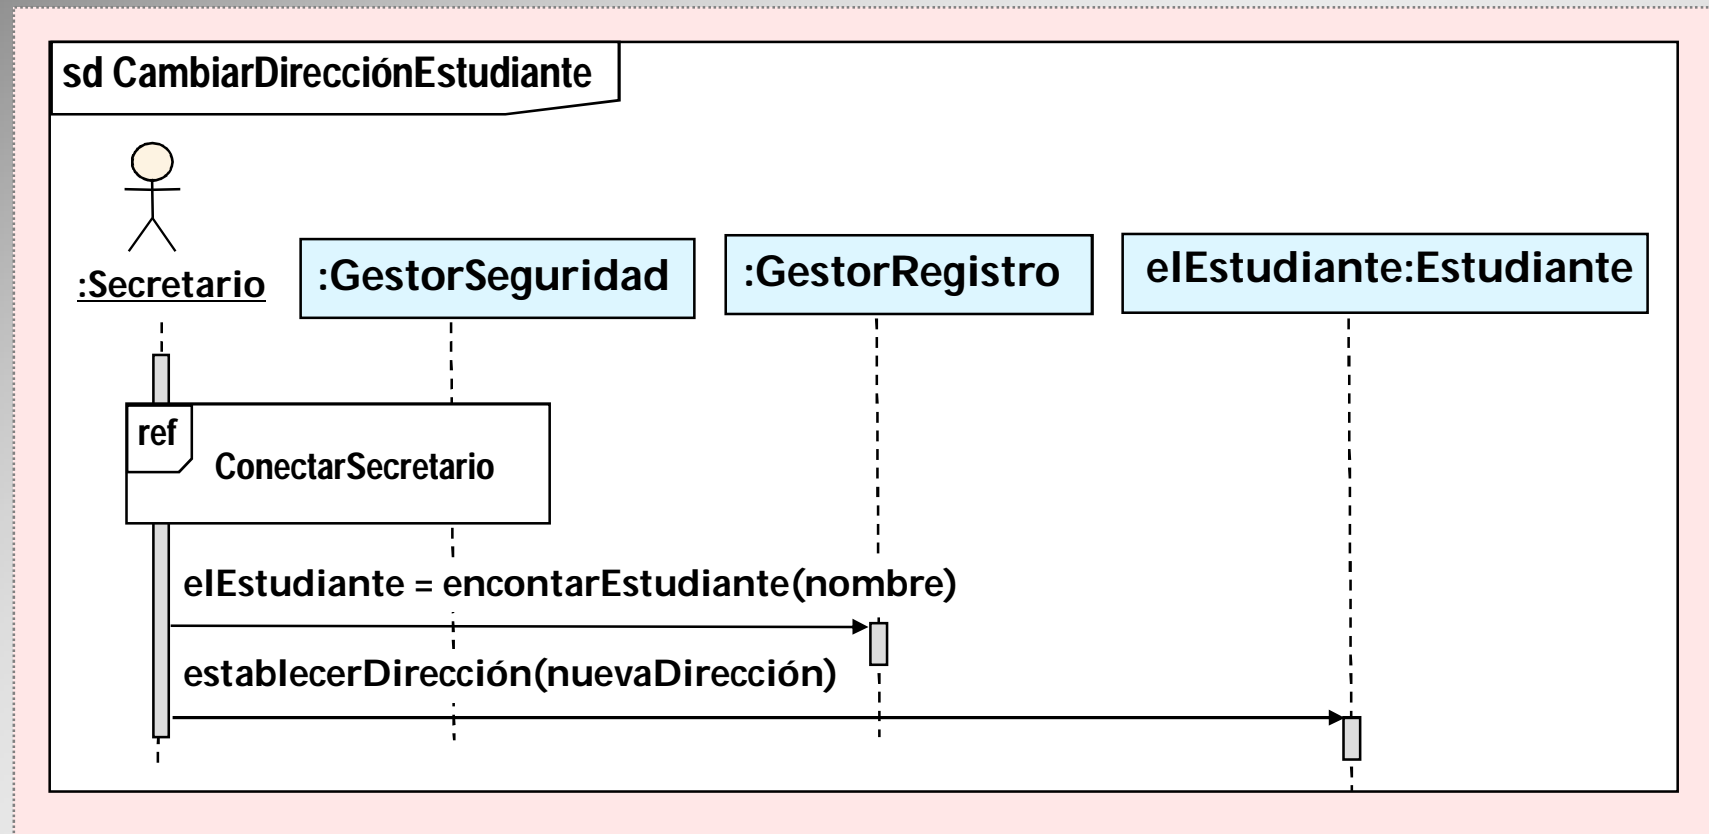 sd CambiarDirecciónEstudiante
:Secretario
:GestorSeguridad
:GestorRegistro
elEstudiante:Estudiante
ref
ConectarSecretario
elEstudiante = encontarEstudiante(nombre)
establecerDirección(nuevaDirección)